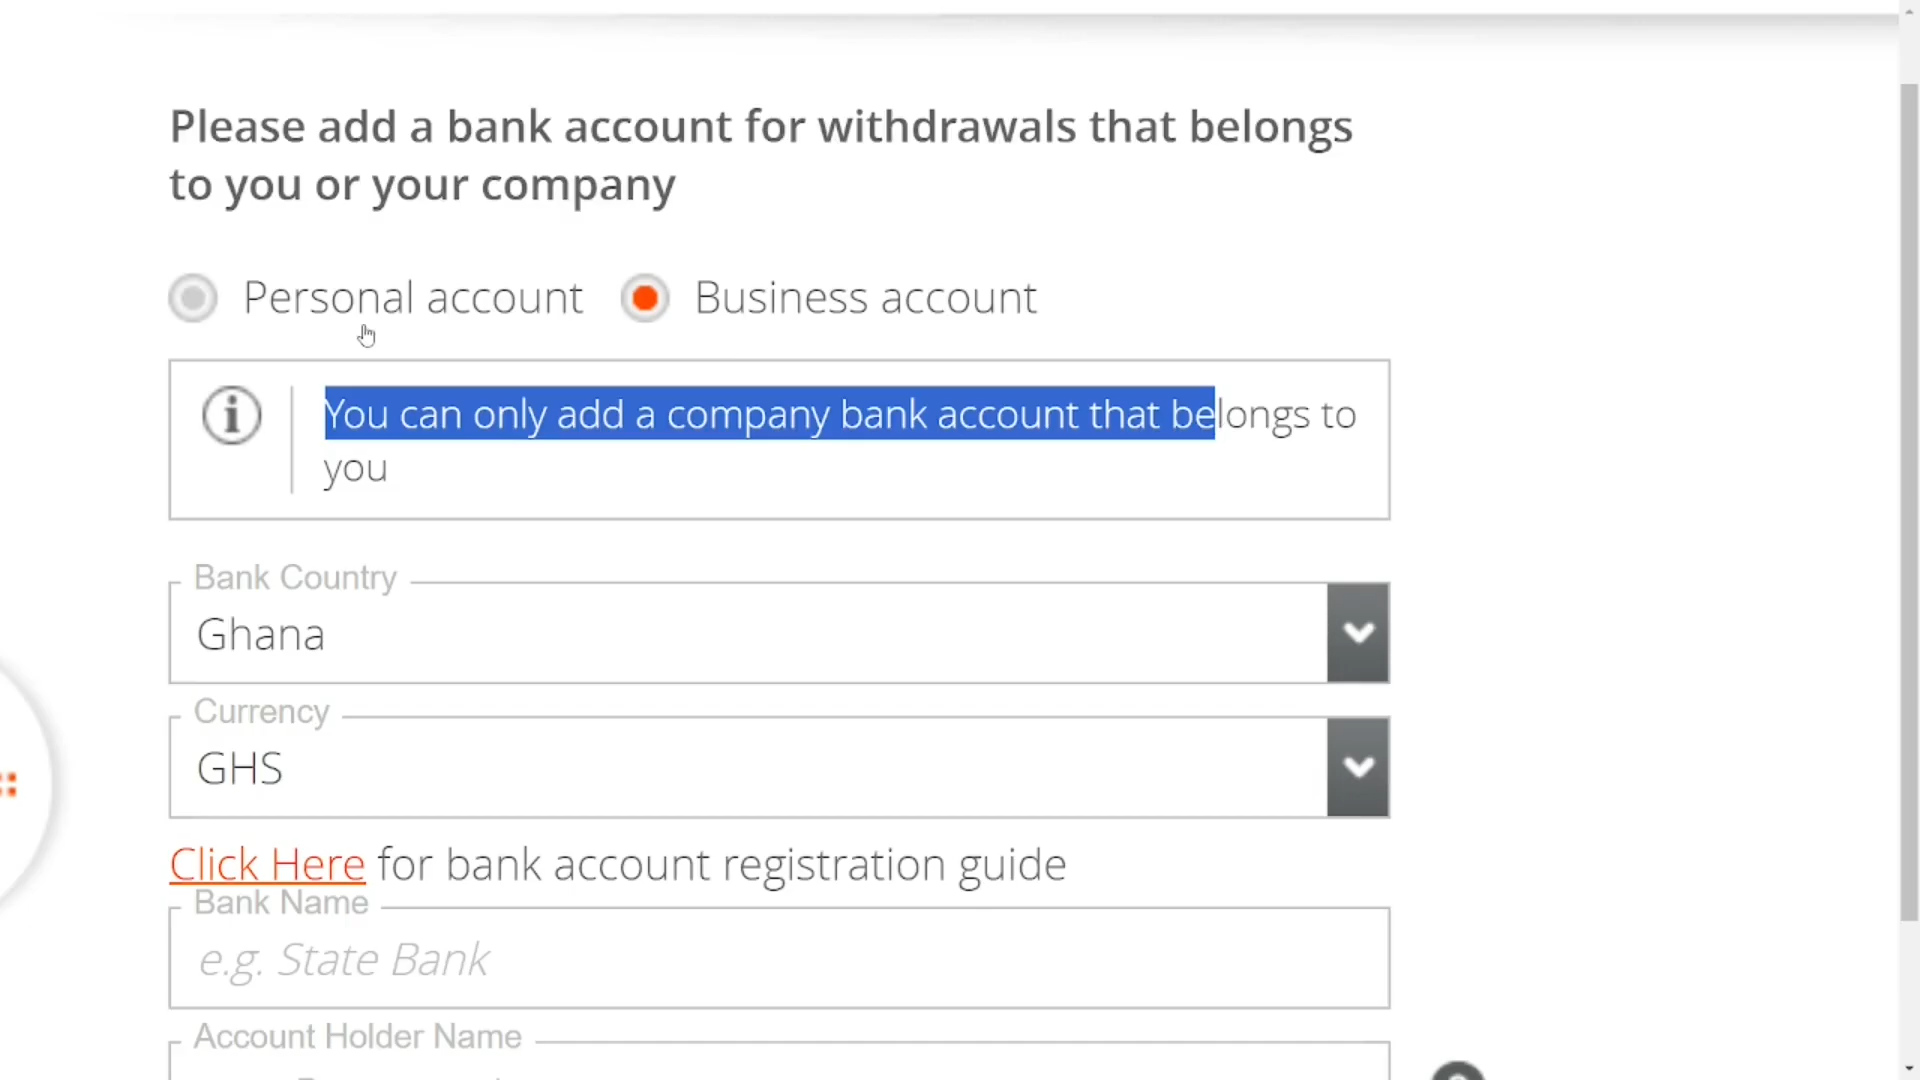 Please add a bank account for withdrawals that belongs
to you or your company
Personal account
Business account
You can only add a company bank account that belongs to
you
Bank Country
Ghana
Currency
GHS
Click Here for bank account registration guide
Bank Name
e.g. State Bank
Account Holder Name